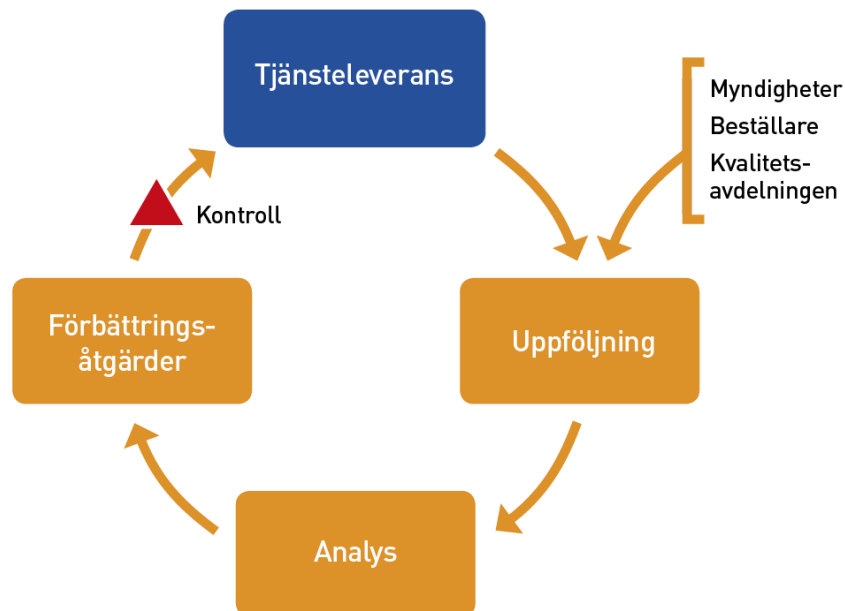 Tjänsteleverans
Myndigheter
Beställare
Kvalitets-
avdelningen
Kontroll
Förbättrings-
åtgärder
Uppföljning
Analys